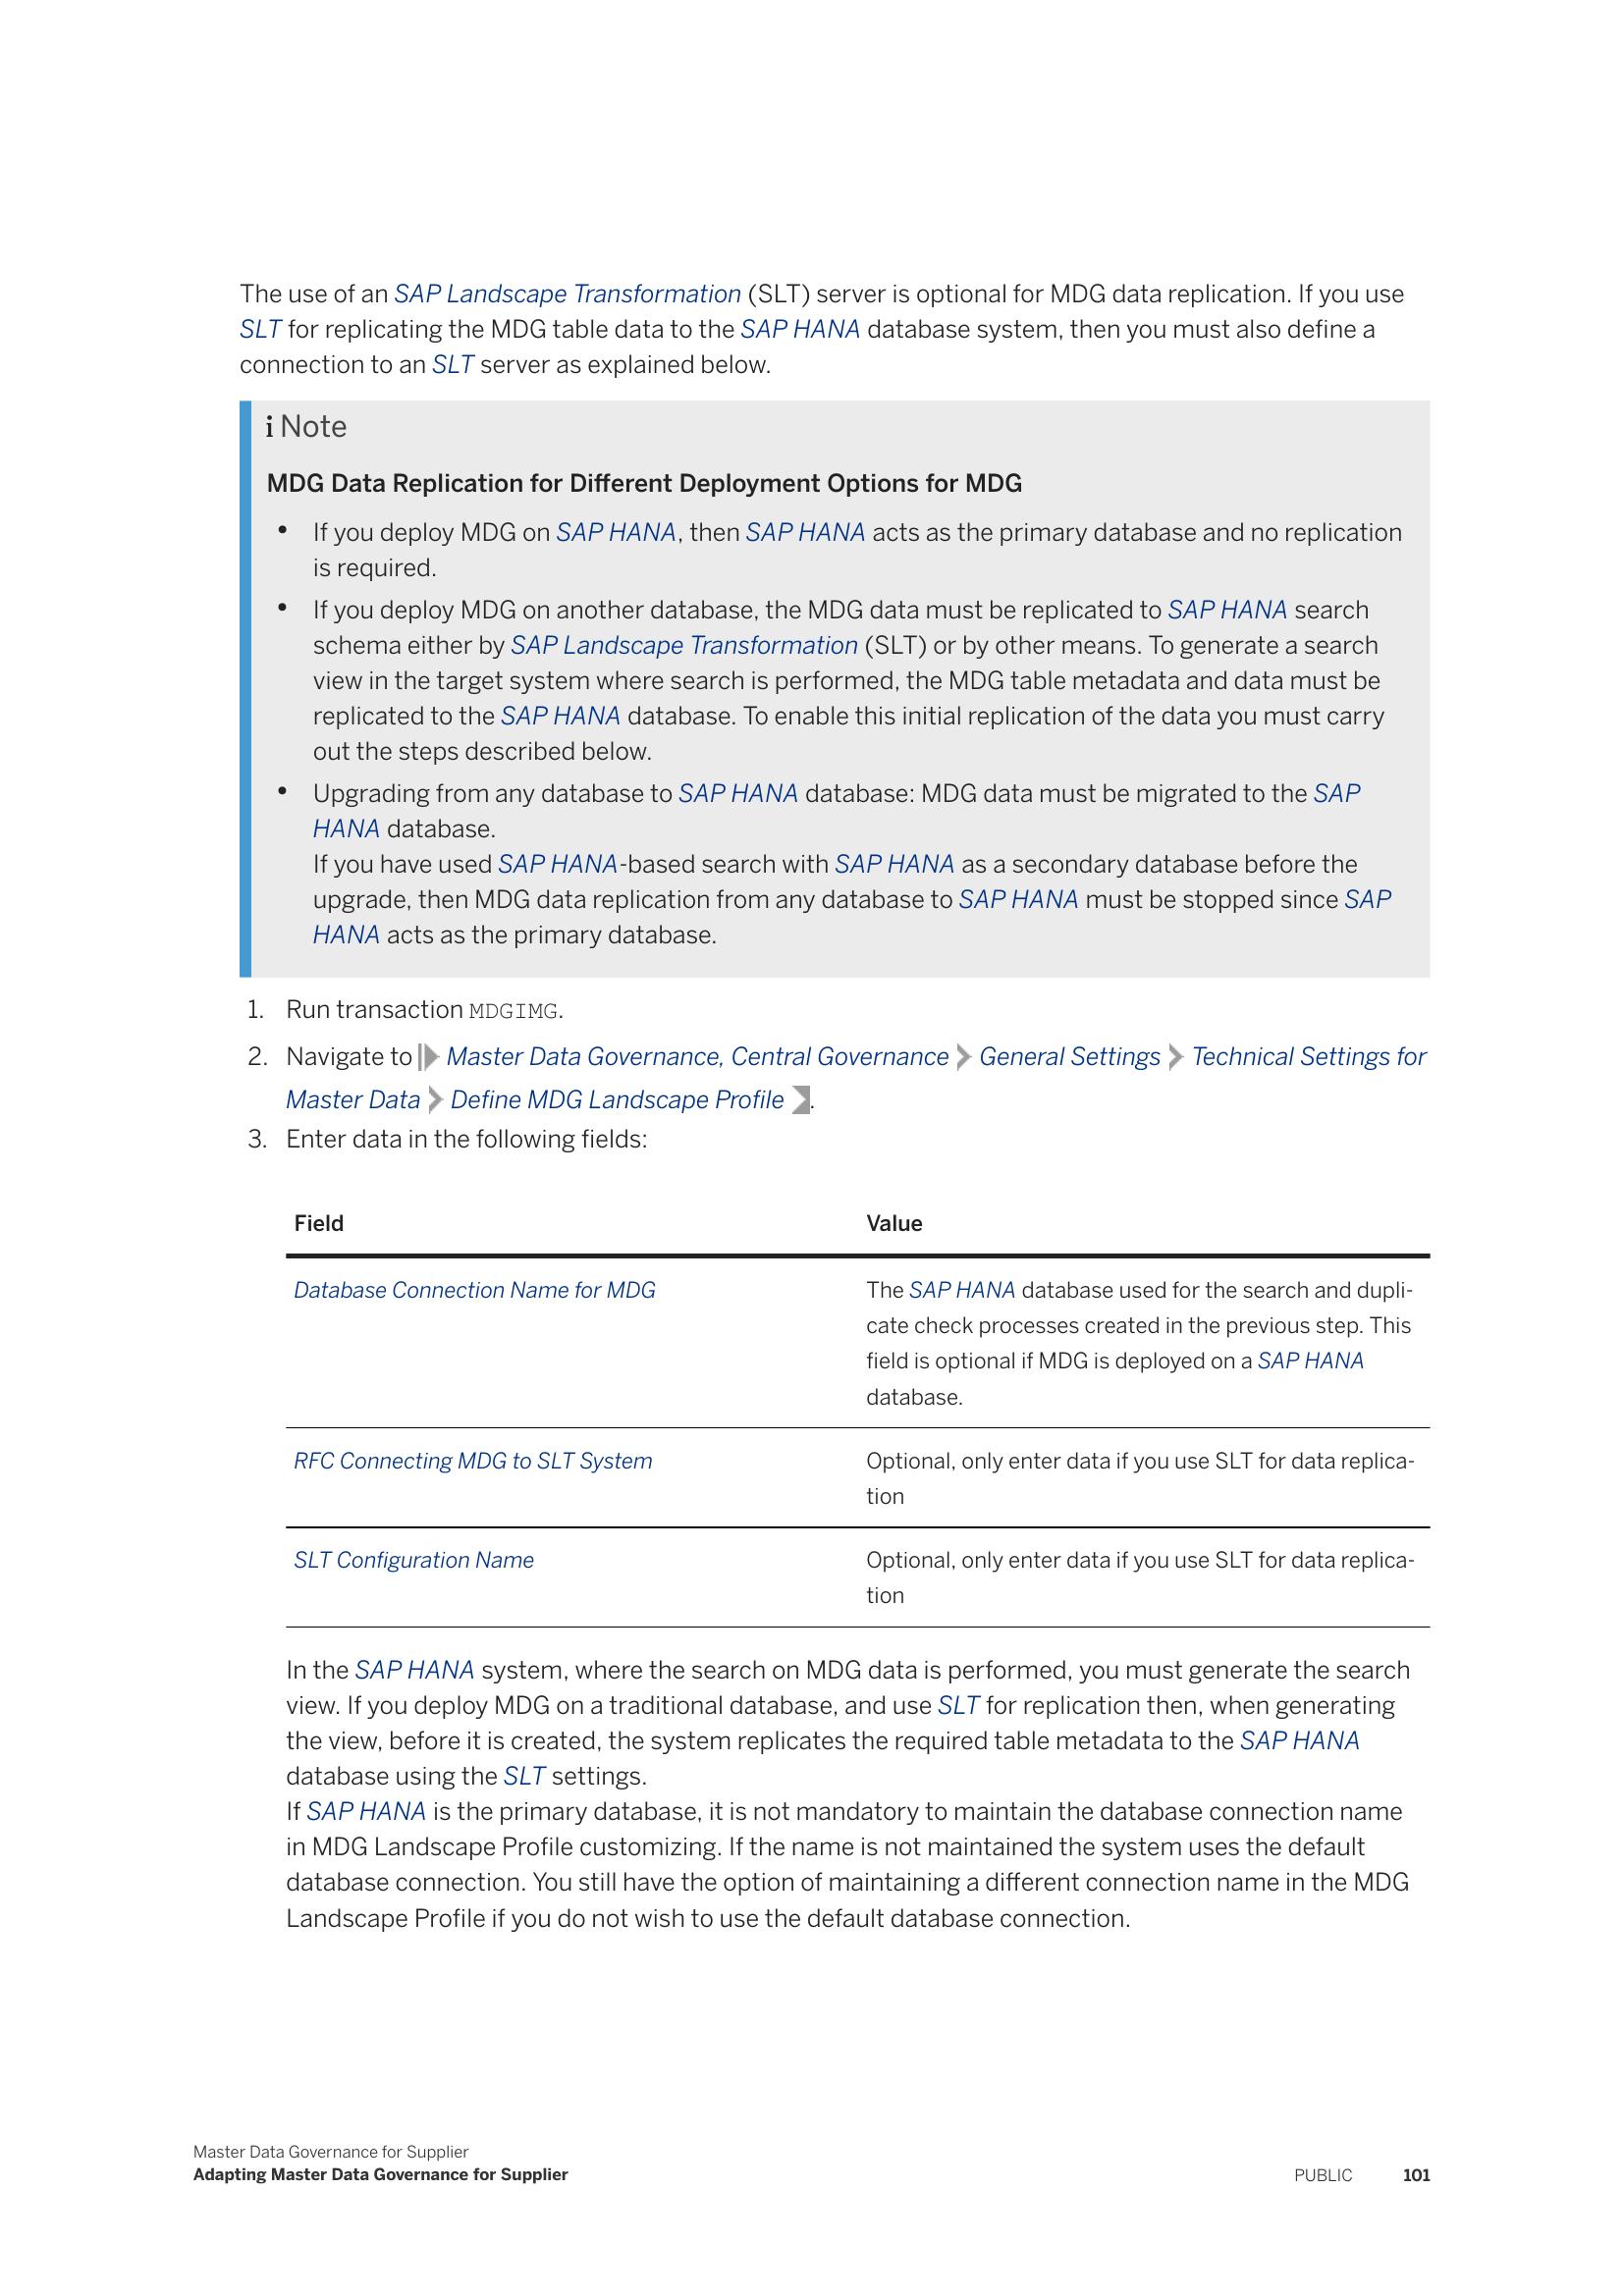 The use of an SAP Landscape Transformation (SLT) server is optional for MDG data replication. If you use
SLT for replicating the MDG table data to the SAP HANA database system, then you must also define a
connection to an SLT server as explained below.
i Note
MDG Data Replication for Different Deployment Options for MDG
• If you deploy MDG on SAP HANA, then SAP HANA acts as the primary database and no replication
is required.
• If you deploy MDG on another database, the MDG data must be replicated to SAP HANA search
schema either by SAP Landscape Transformation (SLT) or by other means. To generate a search
view in the target system where search is performed, the MDG table metadata and data must be
replicated to the SAP HANA database. To enable this initial replication of the data you must carry
out the steps described below.
• Upgrading from any database to SAP HANA database: MDG data must be migrated to the SAP
HANA database.
If you have used SAP HANA-based search with SAP HANA as a secondary database before the
upgrade, then MDG data replication from any database to SAP HANA must be stopped since SAP
HANA acts as the primary database.
1. Run transaction MDGIMG.
2. Navigate to Master Data Governance, Central Governance General Settings Technical Settings for
Master Data Define MDG Landscape Profile .
3. Enter data in the following fields:
Field Value
Database Connection Name for MDG The SAP HANA database used for the search and dupli-
cate check processes created in the previous step. This
field is optional if MDG is deployed on a SAP HANA
database.
RFC Connecting MDG to SLT System Optional, only enter data if you use SLT for data replica-
tion
SLT Configuration Name Optional, only enter data if you use SLT for data replica-
tion
In the SAP HANA system, where the search on MDG data is performed, you must generate the search
view. If you deploy MDG on a traditional database, and use SLT for replication then, when generating
the view, before it is created, the system replicates the required table metadata to the SAP HANA
database using the SLT settings.
If SAP HANA is the primary database, it is not mandatory to maintain the database connection name
in MDG Landscape Profile customizing. If the name is not maintained the system uses the default
database connection. You still have the option of maintaining a different connection name in the MDG
Landscape Profile if you do not wish to use the default database connection.
Master Data Governance for Supplier
Adapting Master Data Governance for Supplier PUBLIC 101